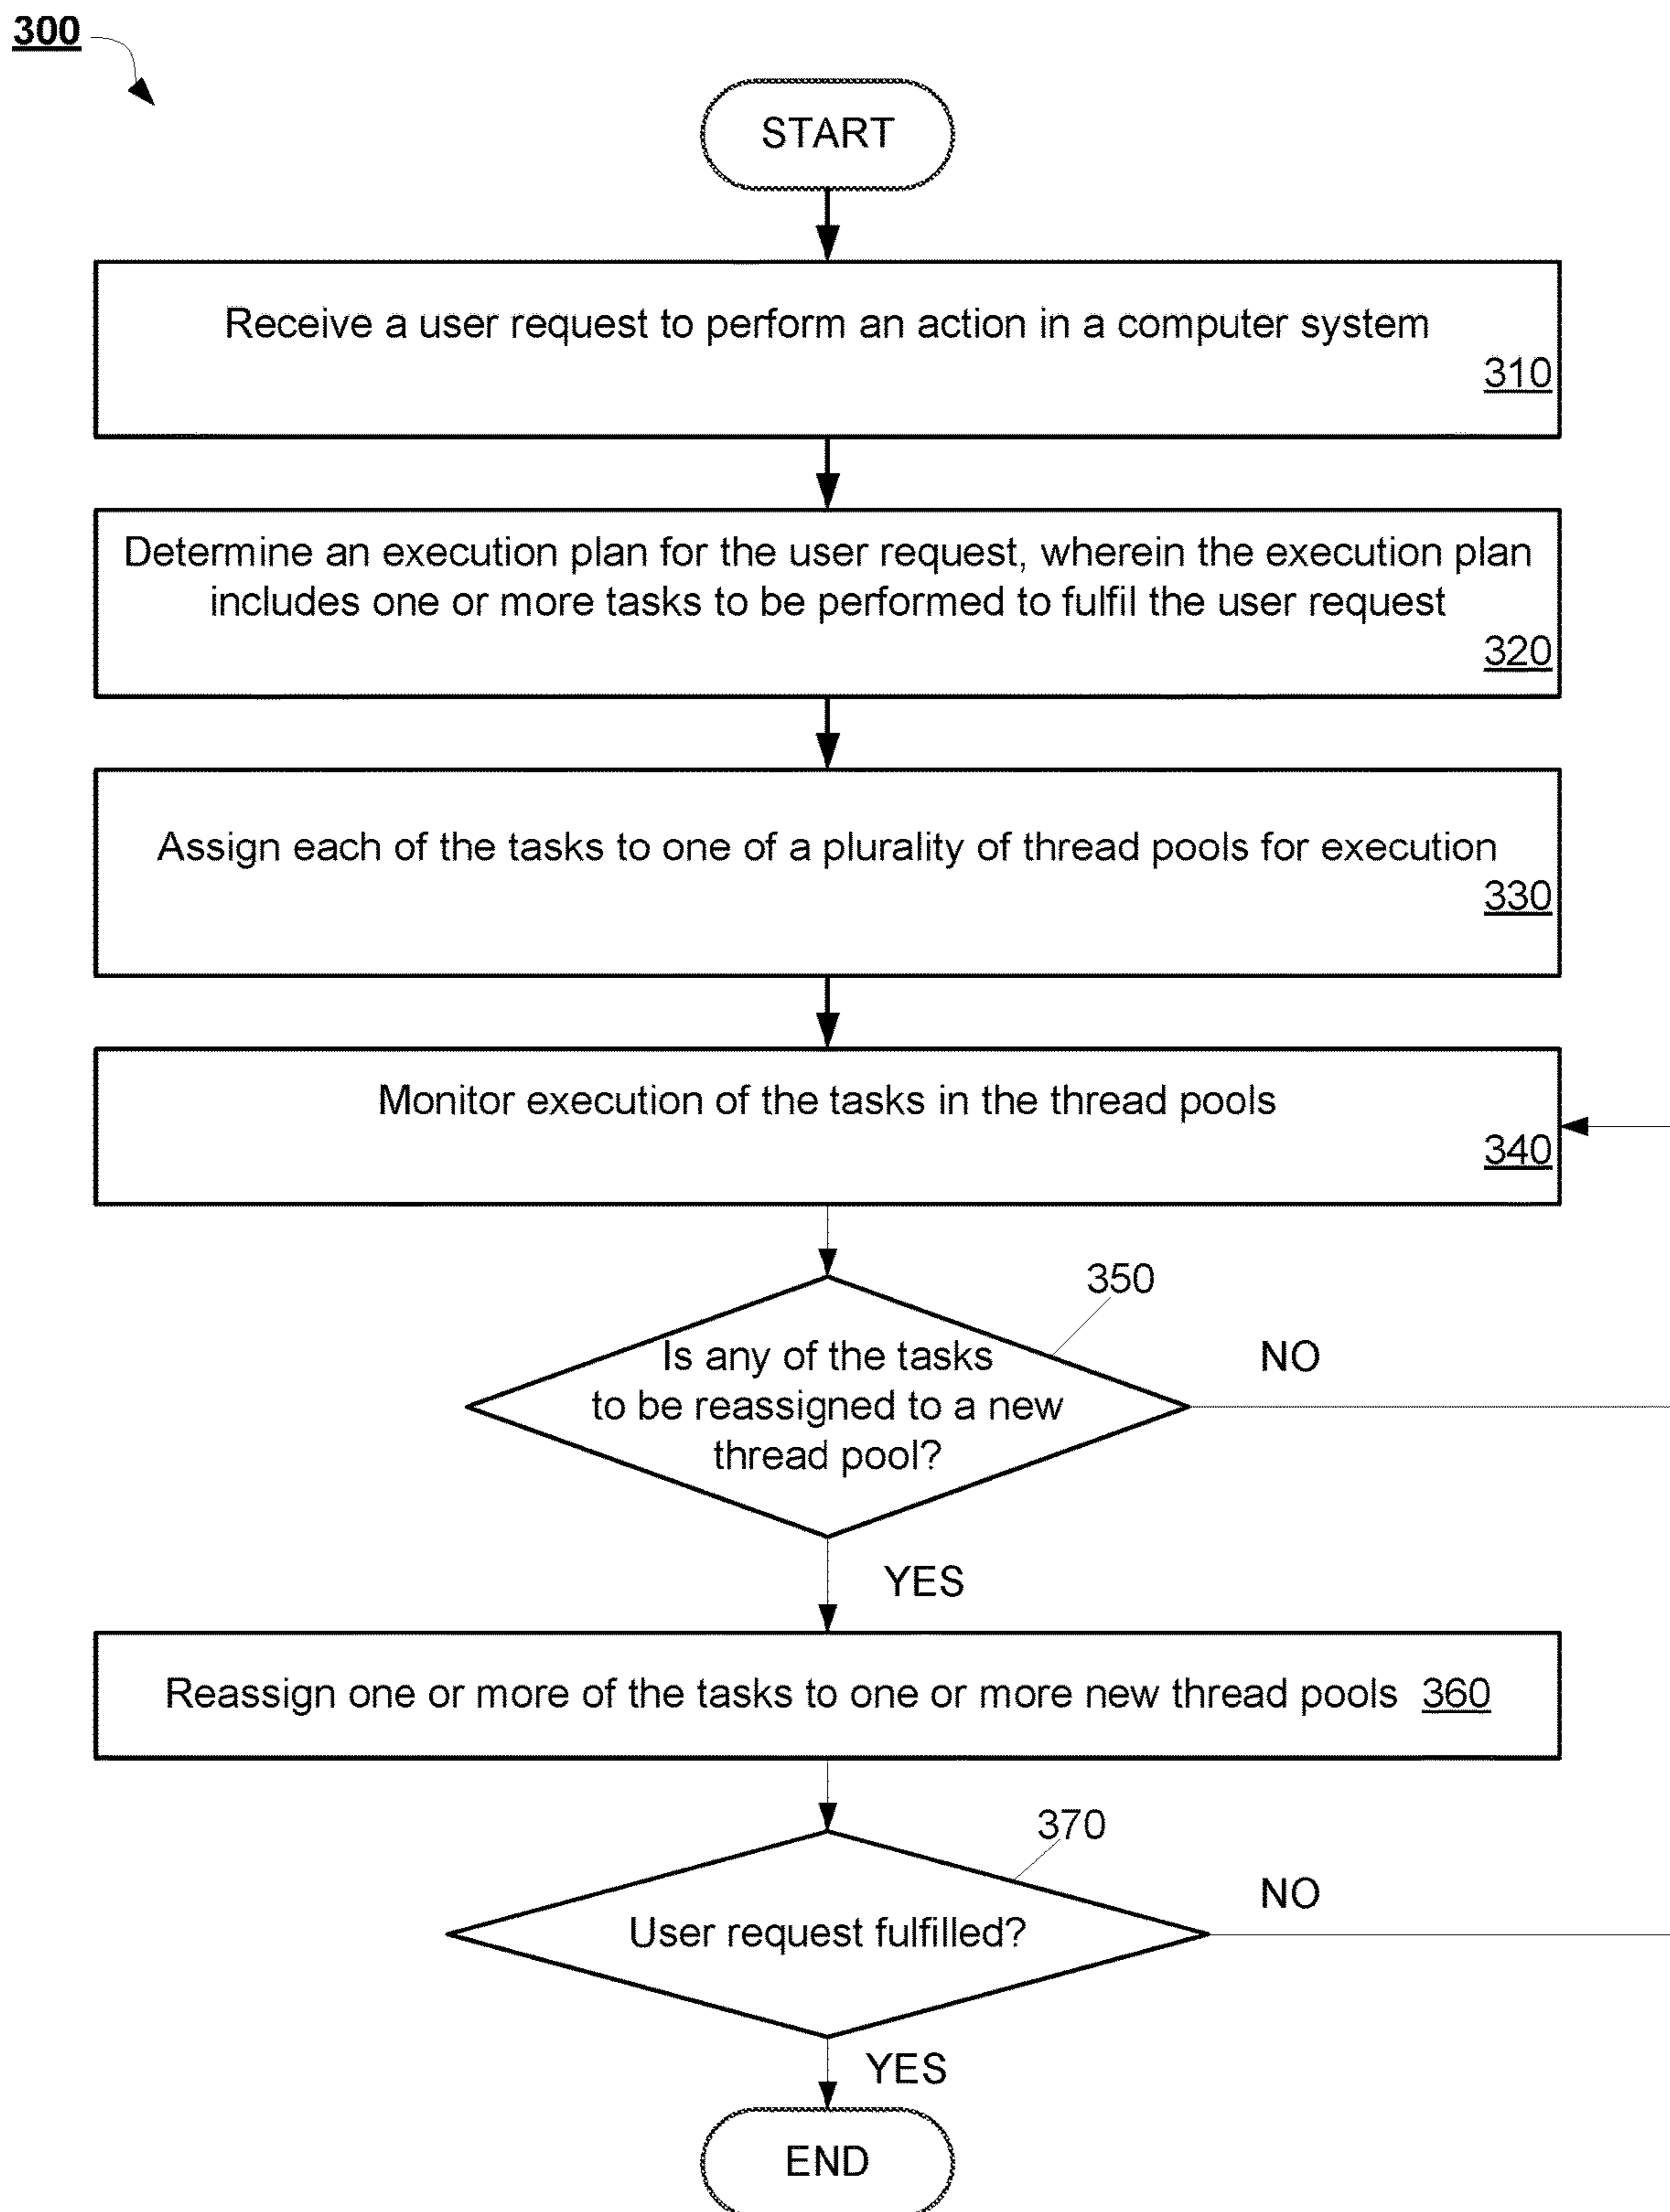 300
START
Receive a user request to perform an action in a computer system
310
Determine an execution plan for the user request, wherein the execution plan
includes one or more tasks to be performed to fulfil the user request
320
Assign each of the tasks to one of a plurality of thread pools for execution
330
Monitor execution of the tasks in the thread pools
340
350
Is any of the tasks
to be reassigned to a new
thread pool?
NO
YES
Reassign one or more of the tasks to one or more new thread pools 360
370
User request fulfilled?
NO
YES
END